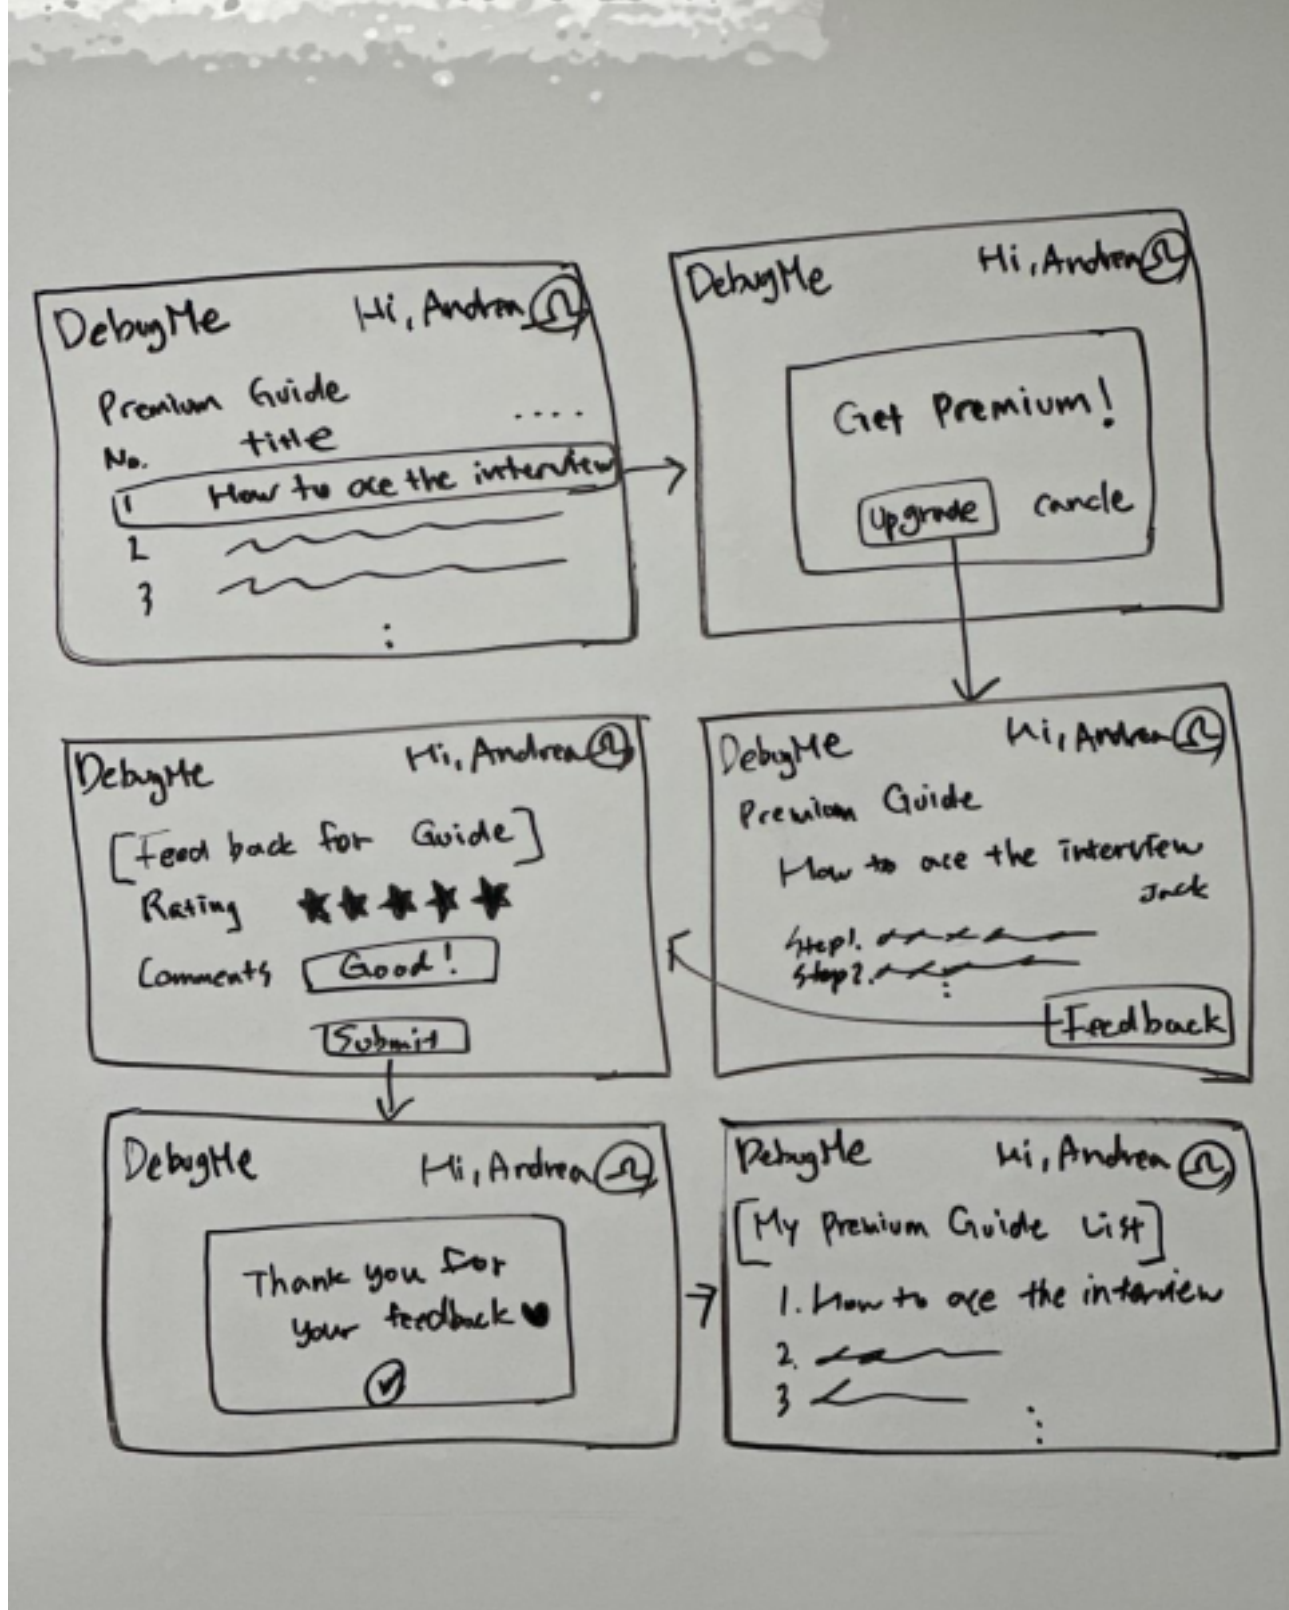 DebugMe Hi, Andrea
Premium Guide
No. title ....
1 How to ace the interview
2
3
DebugMe Hi, Andrea
Get Premium!
Upgrade cancle
DebugMe Hi, Andrea
Premium Guide
How to ace the interview
Jack
Step1.
Step2.
Feedback
DebugMe Hi, Andrea
[Feed back for Guide]
Rating ★★★★★
Comments Good!
Submit
DebugMe Hi, Andrea
Thank you for
your feedback ♥
DebugMe Hi, Andrea
[My Premium Guide List]
1. How to ace the interview
2.
3